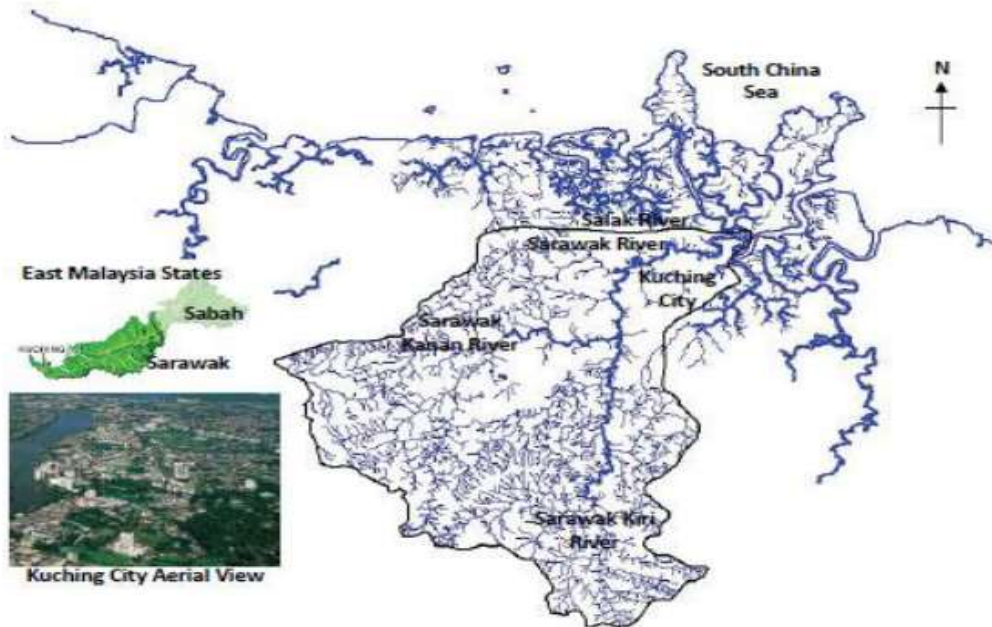 South China
Sea
N
Salak River
Sarawak River
East Malaysia States
Kuching
City
Sabah
Sarawak
Kanan River
Sarawak
Sarawak Kiri
River
Kuching City Aerial View